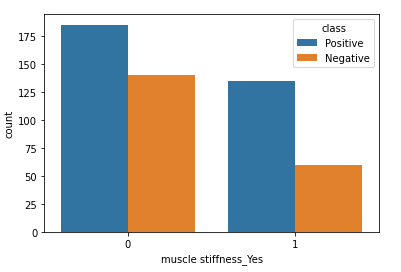 class
Positive
Negative
175
150
125
100
75
50
25
0
count
0 1
muscle stiffness_Yes